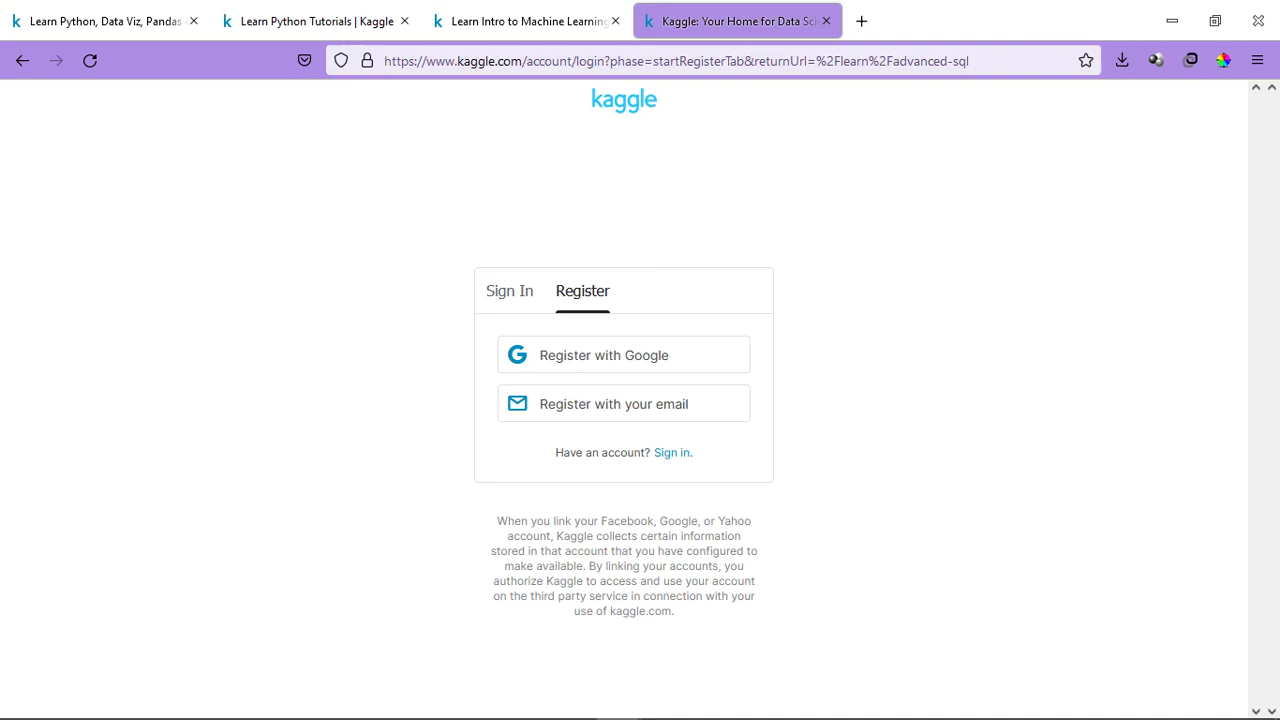 Learn Python, Data Viz, Pandas
Learn Python Tutorials | Kaggle
Learn Intro to Machine Learning
Kaggle: Your Home for Data Sci
https://www.kaggle.com/account/login?phase=startRegisterTab&returnUrl=%2Flearn%2Fadvanced-sql
kaggle
Sign In
Register
Register with Google
Register with your email
Have an account? Sign in.
When you link your Facebook, Google, or Yahoo
account, Kaggle collects certain information
stored in that account that you have configured to
make available. By linking your accounts, you
authorize Kaggle to access and use your account
on the third party service in connection with your
use of kaggle.com.